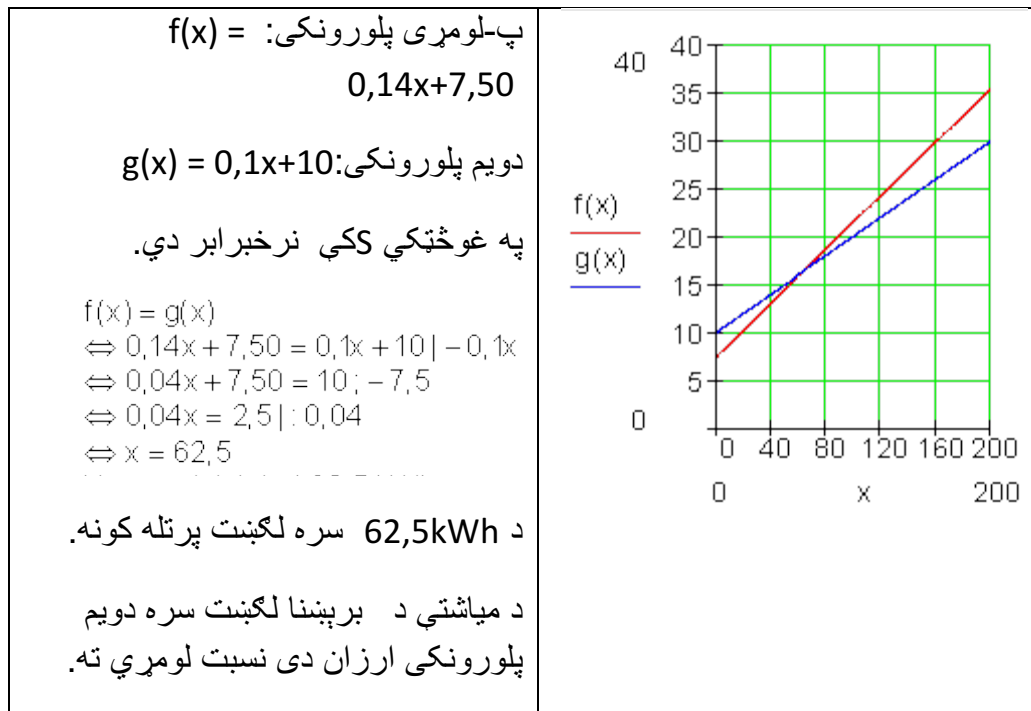 پ-لومړی پلورونکی: f(x) =
0,14x+7,50
دویم پلورونکی:g(x) = 0,1x+10
په غوڅټکي Sکې نرخبرابر دي.
f(x) = g(x)
⇔ 0,14x + 7,50 = 0,1x + 10 | − 0,1x
⇔ 0,04x + 7,50 = 10 ; − 7,5
⇔ 0,04x = 2,5 | : 0,04
⇔ x = 62,5
د 62,5kWh سره لګښت پرتله کونه.
د میاشتې د برېښنا لګښت سره دویم
پلورونکی ارزان دی نسبت لومړي ته.
40
40
35
30
25
20
15
10
5
0
f(x)
g(x)
0 40 80 120 160 200
0 x 200